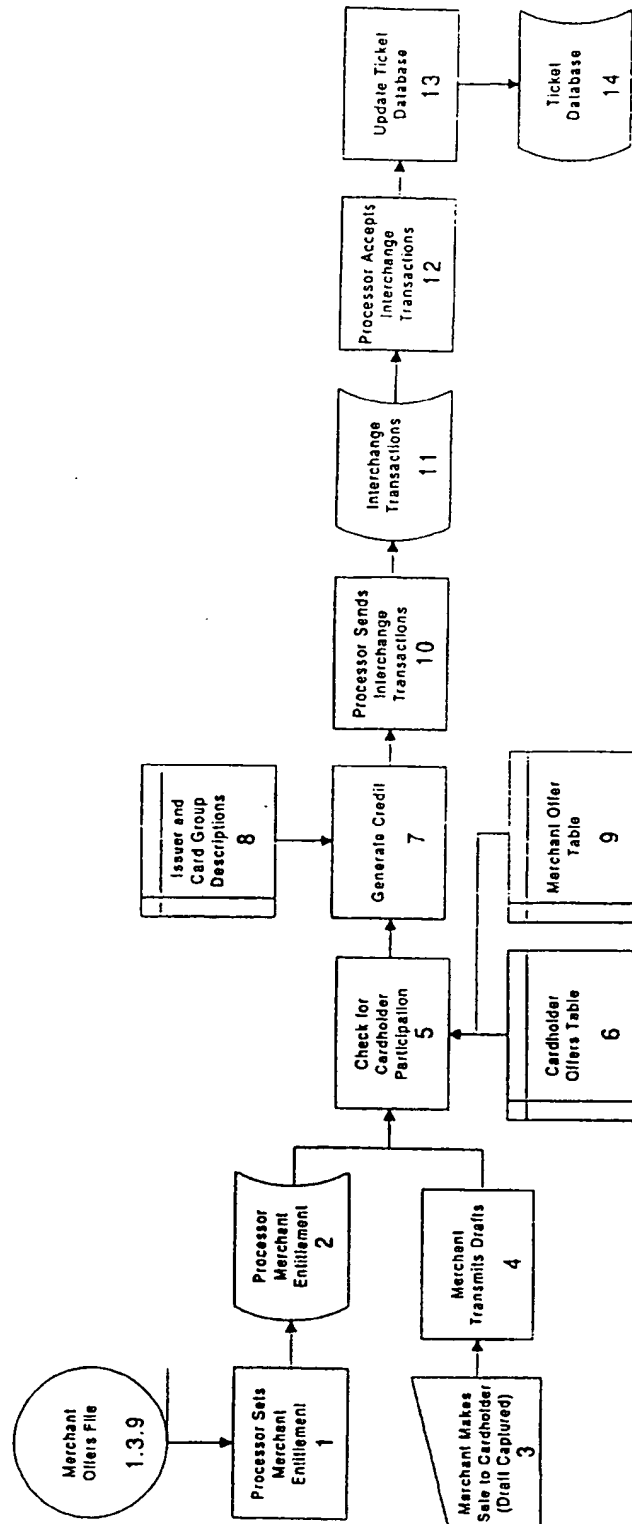 Merchant
Offers File
1.3.9
Processor Sets
Merchant
Entitlement
1
Processor
Merchant
Entitlement
2
Merchant Makes
Sale to Cardholder
(Draft Captured)
3
Merchant
Transmits Drafts
4
Check for
Cardholder
Participation
5
Cardholder
Offers Table
6
Merchant Offer
Table
9
Issuer and
Card Group
Descriptions
8
Generate Credit
7
Processor Sends
Interchange
Transactions
10
Interchange
Transactions
11
Processor Accepts
Interchange
Transactions
12
Update Ticket
Database
13
Ticket
Database
14